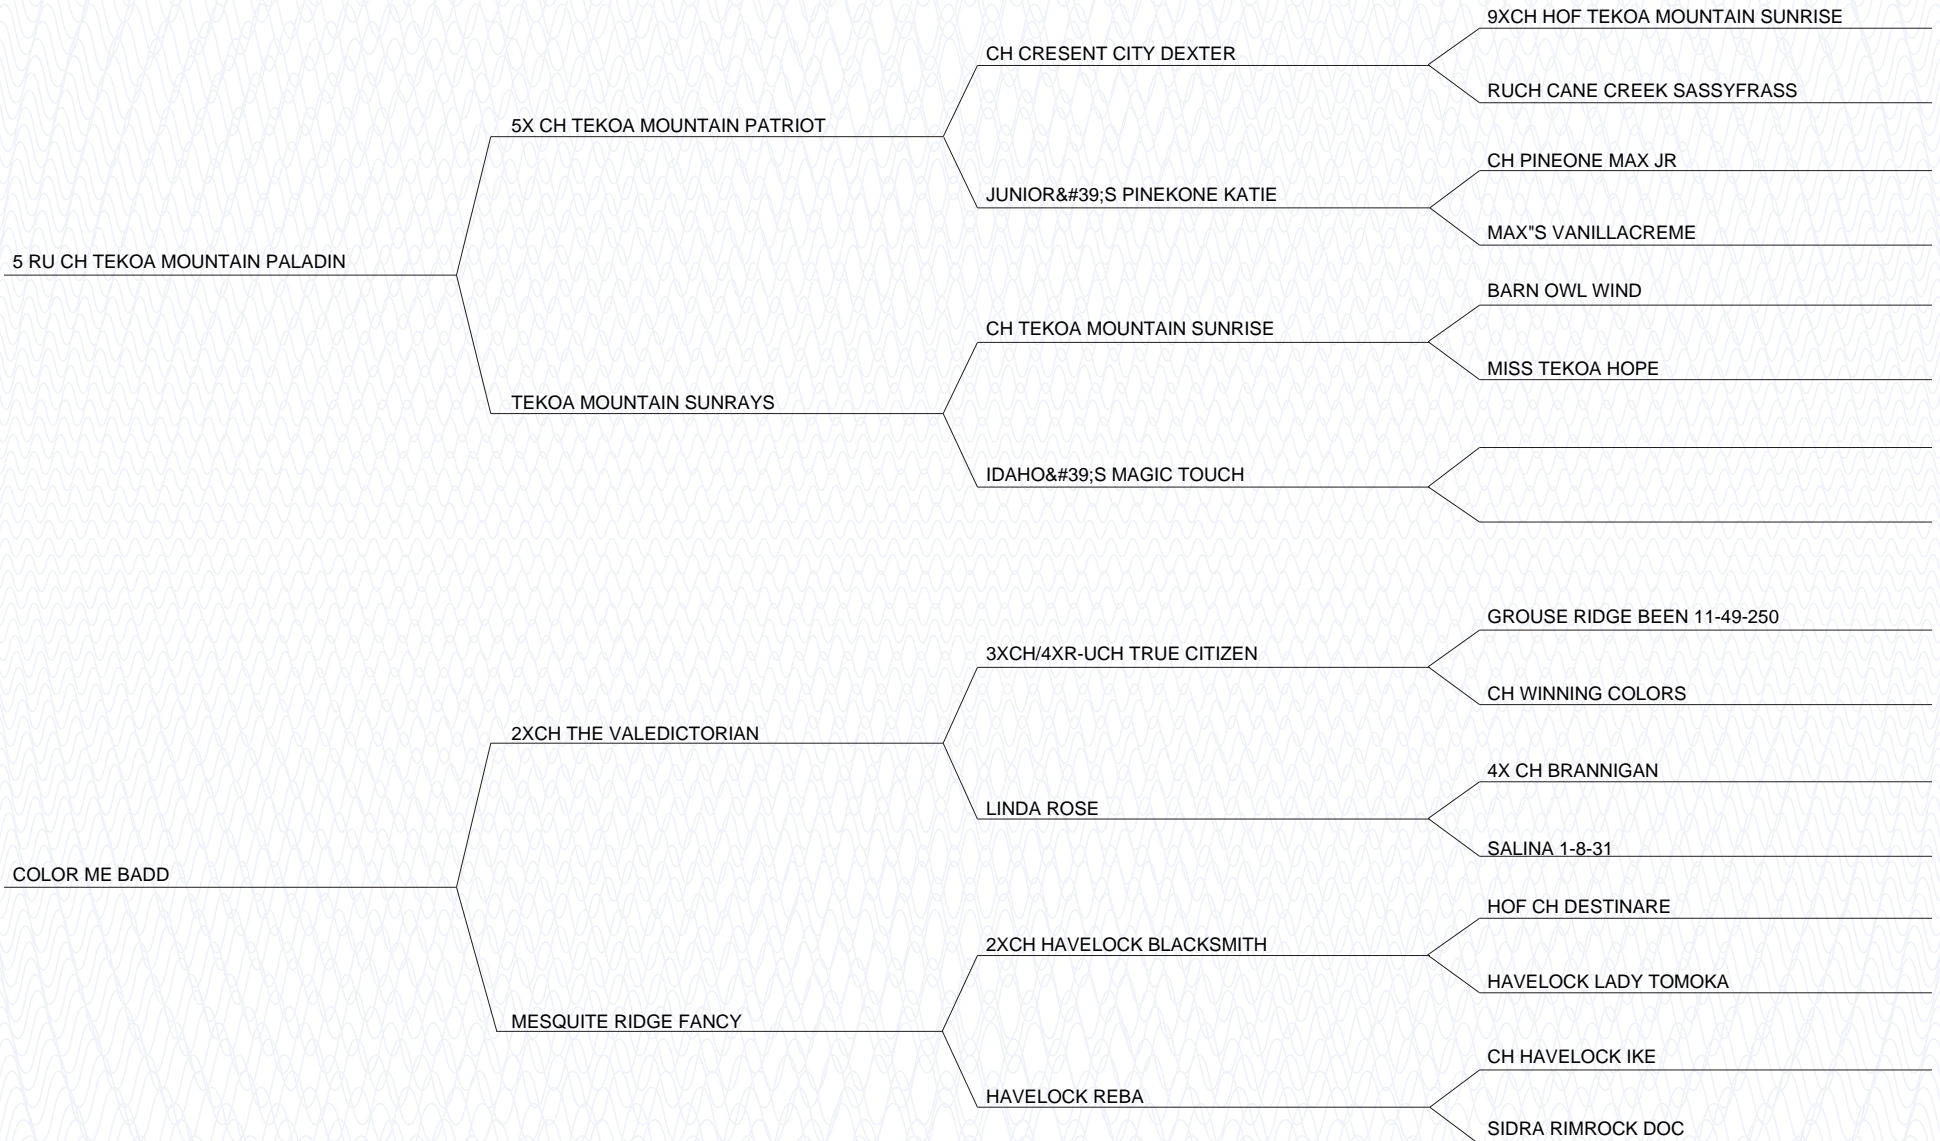 9XCH HOF TEKOA MOUNTAIN SUNRISE
CH CRESENT CITY DEXTER
RUCH CANE CREEK SASSYFRASS
5X CH TEKOA MOUNTAIN PATRIOT
CH PINEONE MAX JR
JUNIOR&#39;S PINEKONE KATIE
MAX"S VANILLACREME
5 RU CH TEKOA MOUNTAIN PALADIN
BARN OWL WIND
CH TEKOA MOUNTAIN SUNRISE
MISS TEKOA HOPE
TEKOA MOUNTAIN SUNRAYS
IDAHO&#39;S MAGIC TOUCH
GROUSE RIDGE BEEN 11-49-250
3XCH/4XR-UCH TRUE CITIZEN
CH WINNING COLORS
2XCH THE VALEDICTORIAN
4X CH BRANNIGAN
LINDA ROSE
SALINA 1-8-31
COLOR ME BADD
HOF CH DESTINARE
2XCH HAVELOCK BLACKSMITH
HAVELOCK LADY TOMOKA
MESQUITE RIDGE FANCY
CH HAVELOCK IKE
HAVELOCK REBA
SIDRA RIMROCK DOC